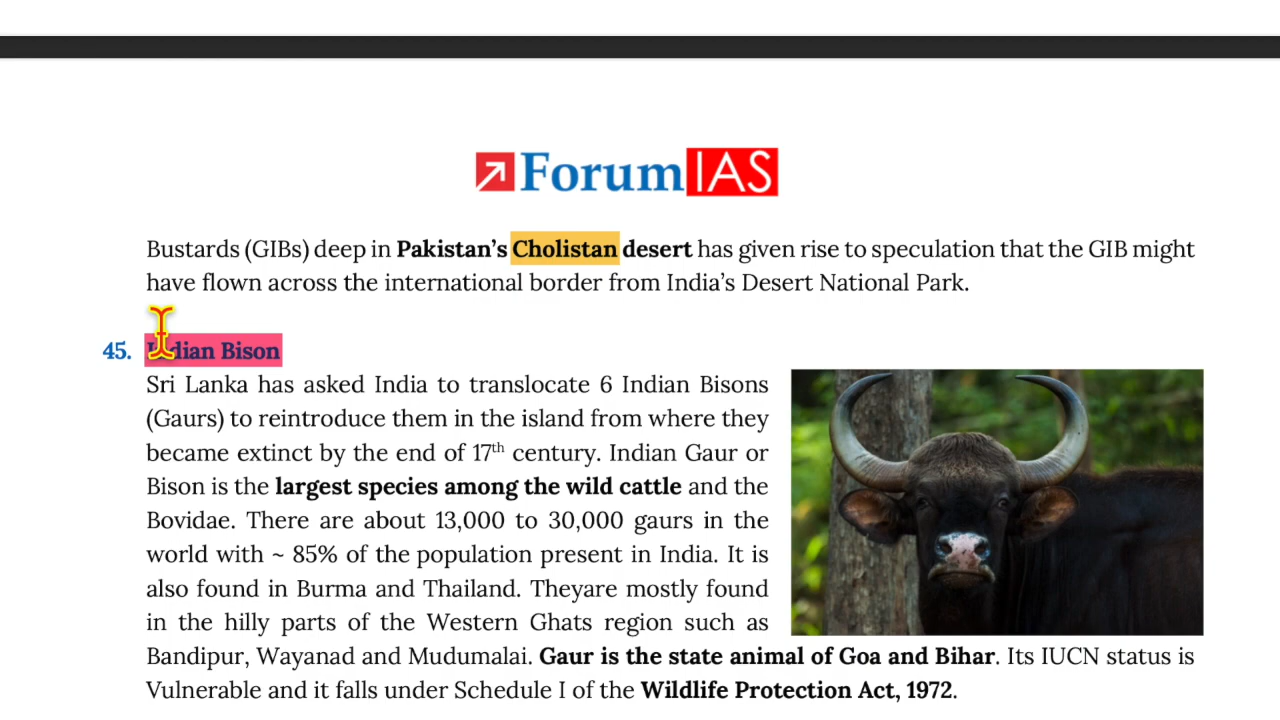 ForumIAS
Bustards (GIBs) deep in Pakistan's Cholistan desert has given rise to speculation that the GIB might
have flown across the international border from India's Desert National Park.
45. Indian Bison
Sri Lanka has asked India to translocate 6 Indian Bisons
(Gaurs) to reintroduce them in the island from where they
became extinct by the end of 17th century. Indian Gaur or
Bison is the largest species among the wild cattle and the
Bovidae. There are about 13,000 to 30,000 gaurs in the
world with ~ 85% of the population present in India. It is
also found in Burma and Thailand. Theyare mostly found
in the hilly parts of the Western Ghats region such as
Bandipur, Wayanad and Mudumalai. Gaur is the state animal of Goa and Bihar. Its IUCN status is
Vulnerable and it falls under Schedule I of the Wildlife Protection Act, 1972.